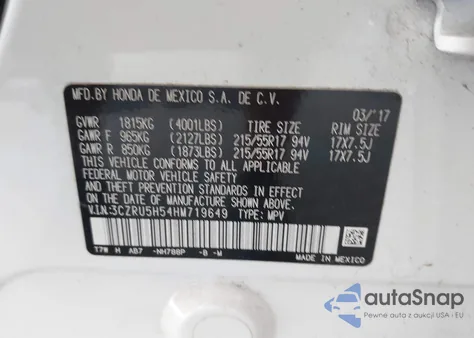 MFD.BY HONDA DE MEXICO S.A. DE C.V.
03/'17
GVWR 1815KG (4001LBS) TIRE SIZE RIM SIZE
GAWR F 965KG (2127LBS) 215/55R17 94V 17X7.5J
GAWR R 850KG (1873LBS) 215/55R17 94V 17X7.5J
THIS VEHICLE CONFORMS TO ALL APPLICABLE
FEDERAL MOTOR VEHICLE SAFETY
AND THEFT PREVENTION STANDARDS IN EFFECT
ON THE DATE OF MANUFACTURE SHOWN ABOVE.
V.I.N:3CZRU5H54HM719649 TYPE: MPV
T7W H AB7 -NH788P -B -M
MADE IN MEXICO
autoSnap
Pewne auta z aukcji USA i EU